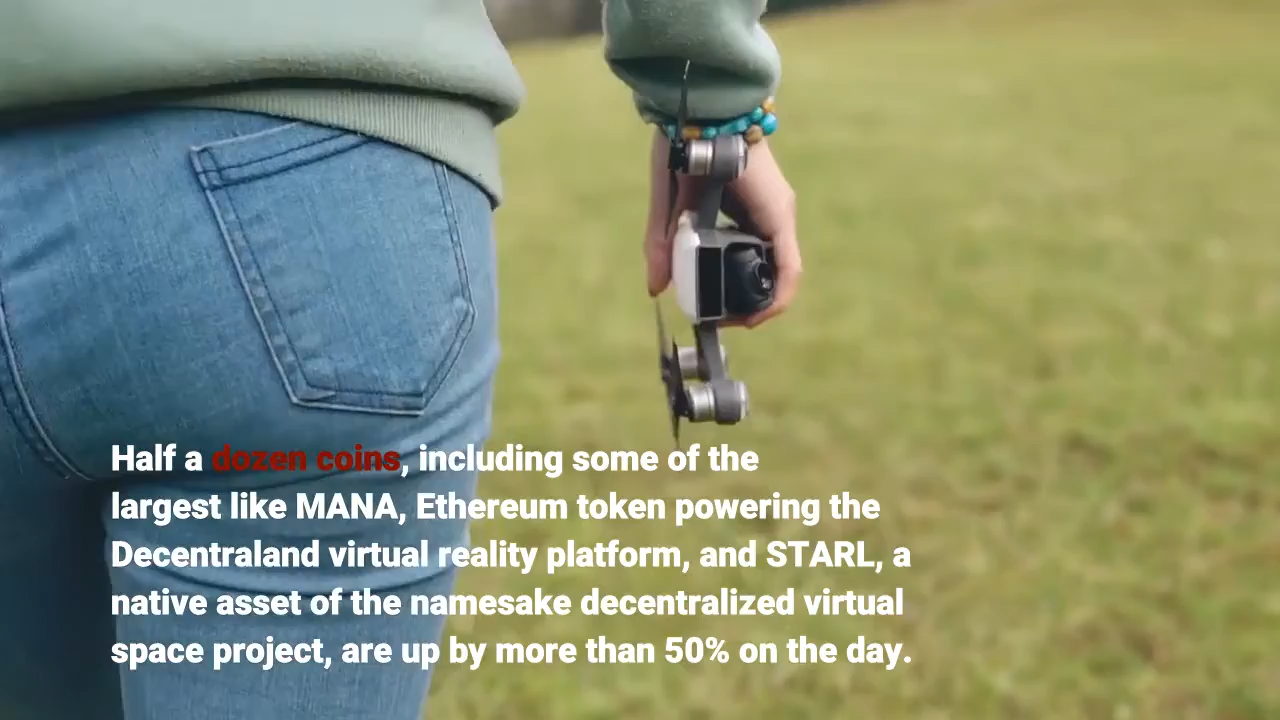 Half a dozen coins, including some of the
largest like MANA, Ethereum token powering the
Decentraland virtual reality platform, and STARL, a
native asset of the namesake decentralized virtual
space project, are up by more than 50% on the day.